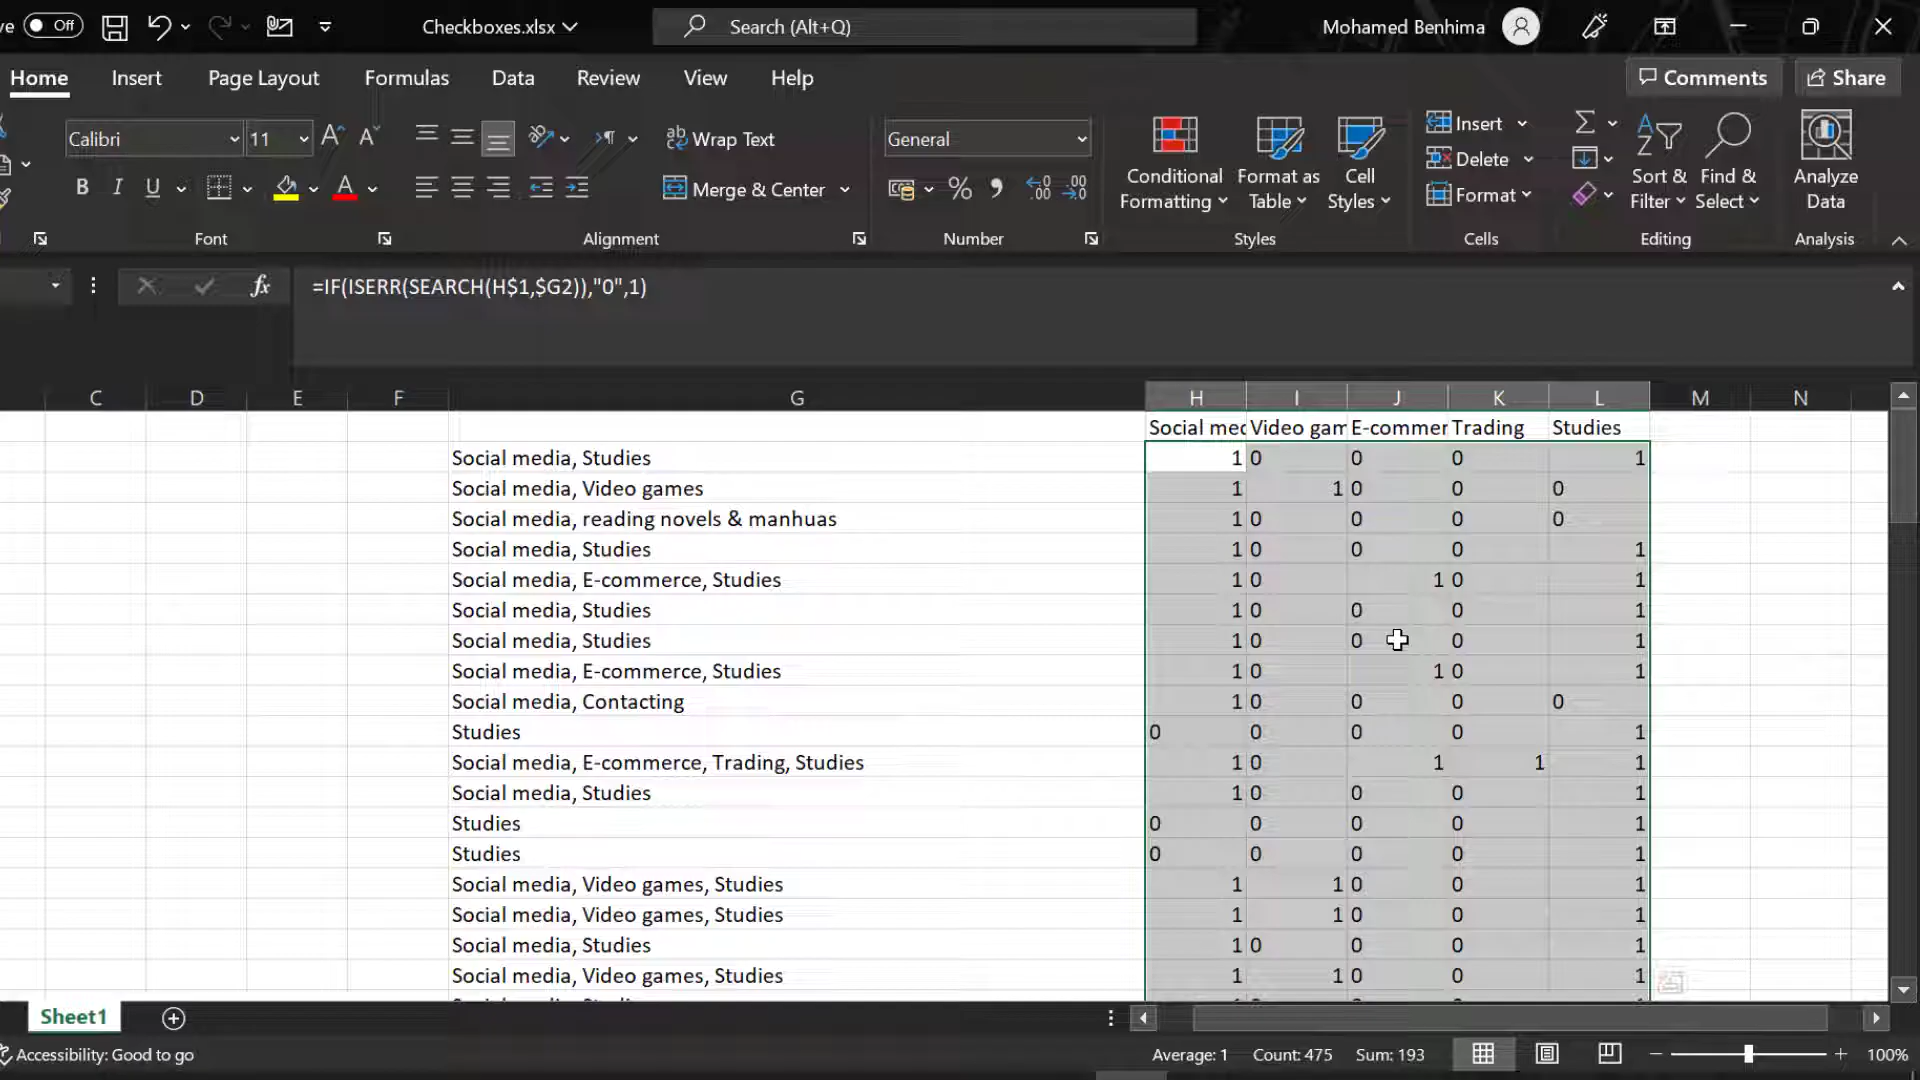 ve Off Checkboxes.xlsx Search (Alt+Q) Mohamed Benhima
Home Insert Page Layout Formulas Data Review View Help Comments Share
Calibri 11 Wrap Text General Insert
B I U Merge & Center Conditional Formatting Format as Table Cell Styles Delete Format Sort & Filter Find & Select Analyze Data
Font Alignment Number Styles Cells Editing Analysis
fx =IF(ISERR(SEARCH(H$1,$G2)),"0",1)
C D E F G H I J K L M N
Social med Video gam E-commer Trading Studies
Social media, Studies 1 0 0 0 1
Social media, Video games 1 1 0 0 0
Social media, reading novels & manhuas 1 0 0 0 0
Social media, Studies 1 0 0 0 1
Social media, E-commerce, Studies 1 0 1 0 1
Social media, Studies 1 0 0 0 1
Social media, Studies 1 0 0 0 1
Social media, E-commerce, Studies 1 0 1 0 1
Social media, Contacting 1 0 0 0 0
Studies 0 0 0 0 1
Social media, E-commerce, Trading, Studies 1 0 1 1 1
Social media, Studies 1 0 0 0 1
Studies 0 0 0 0 1
Studies 0 0 0 0 1
Social media, Video games, Studies 1 1 0 0 1
Social media, Video games, Studies 1 1 0 0 1
Social media, Studies 1 0 0 0 1
Social media, Video games, Studies 1 1 0 0 1
Sheet1
Accessibility: Good to go Average: 1 Count: 475 Sum: 193 100%